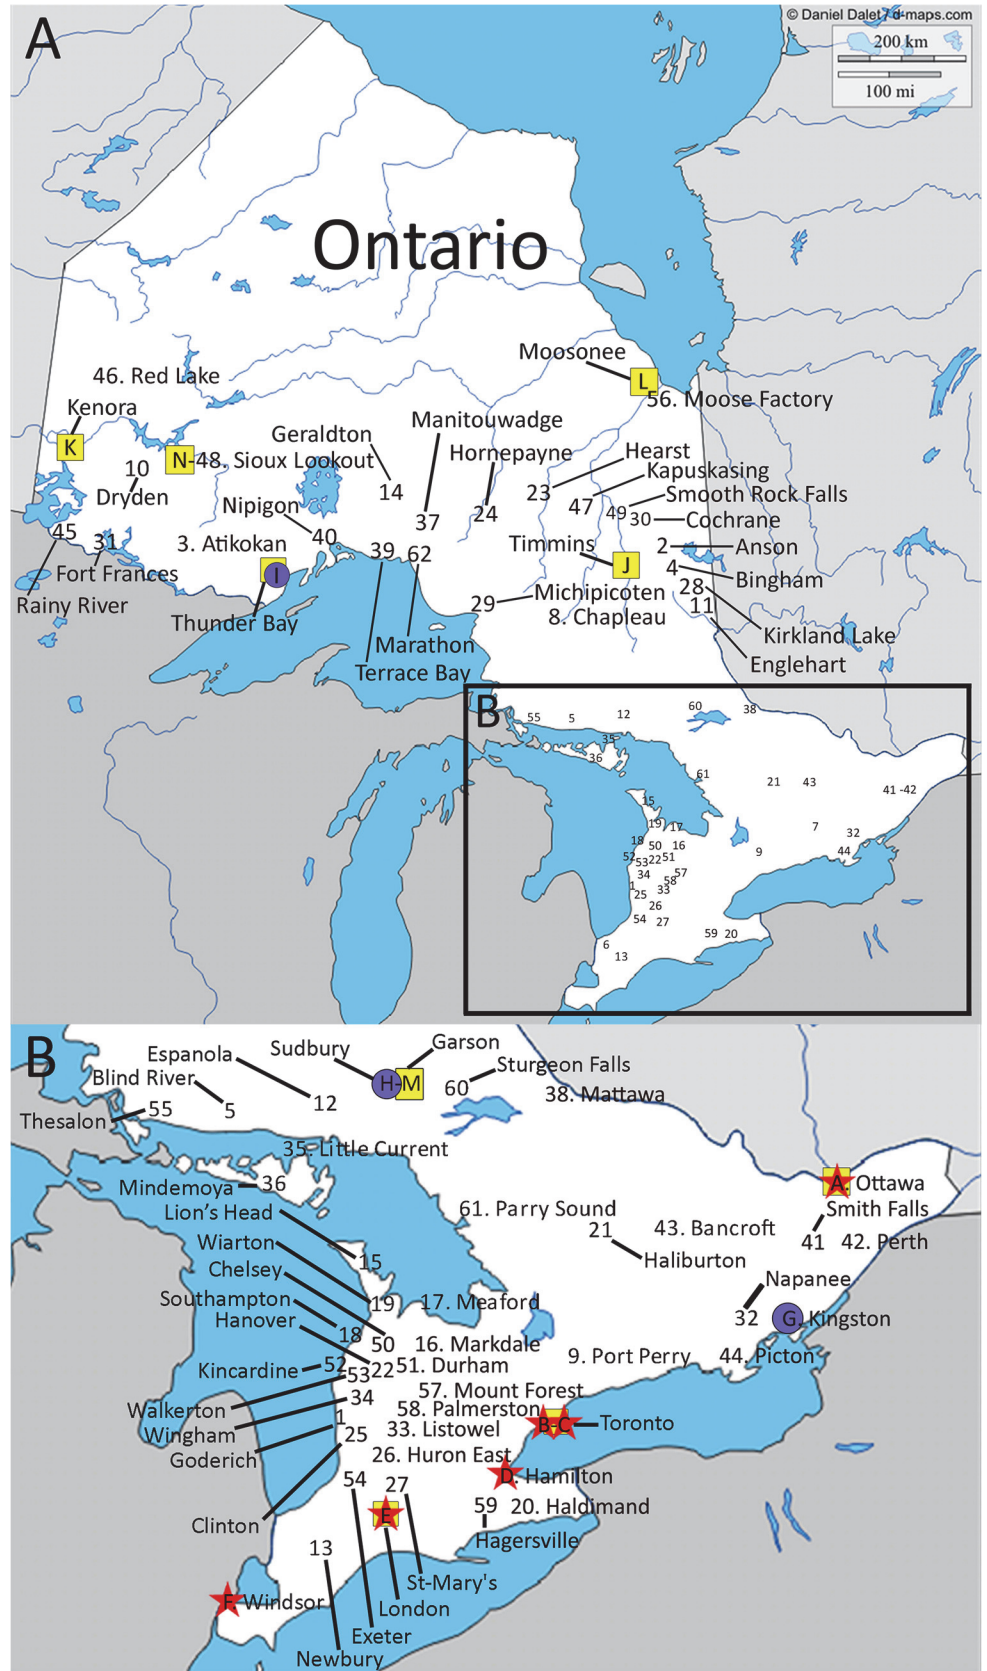 A
© Daniel Dalet / d-maps.com
200 km
100 mi
Ontario
Moosonee
L
56. Moose Factory
46. Red Lake
Kenora
K
Manitouwadge
Geraldton
Hornepayne
Hearst
N-48. Sioux Lookout
Kapuskasing
10
Dryden
14
23
47
Smooth Rock Falls
Nipigon
37
24
49
30
Cochrane
45
31
3. Atikokan
40
39
62
Timmins
J
2
Anson
4
Bingham
Fort Frances
I
28
Rainy River
29
Michipicoten
8. Chapleau
11
Thunder Bay
Kirkland Lake
Marathon
Englehart
Terrace Bay
B
55
5
12
60
38
35
36
61
21
43
41 -42
15
19
17
7
32
18
50
16
9
44
52
53
22
51
34
57
58
1
25
33
26
54
27
59
20
6
13
B
Espanola
Sudbury
Garson
Blind River
H-M
Sturgeon Falls
60
38. Mattawa
Thesalon
55
5
12
35. Little Current
Mindemoya
36
A. Ottawa
Lion's Head
61. Parry Sound
Smith Falls
21
43. Bancroft
41
42. Perth
Wiarton
Haliburton
Chelsey
15
Napanee
Southampton
19
17. Meaford
32
G. Kingston
Hanover
18
50
16. Markdale
9. Port Perry
44. Picton
Kincardine
52
53
22
51. Durham
57. Mount Forest
Walkerton
34
58. Palmerston
B-C
Toronto
Wingham
1
33. Listowel
Goderich
25
26. Huron East
D. Hamilton
54
27
E
59
20. Haldimand
Clinton
Hagersville
13
St-Mary's
F. Windsor
London
Exeter
Newbury